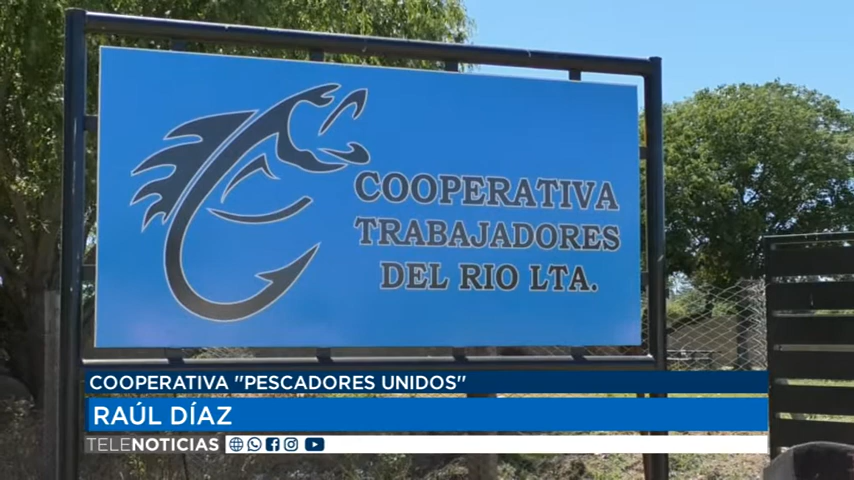 COOPERATIVA
TRABAJADORES
DEL RIO LTA.
COOPERATIVA "PESCADORES UNIDOS"
RAÚL DÍAZ
TELENOTICIAS